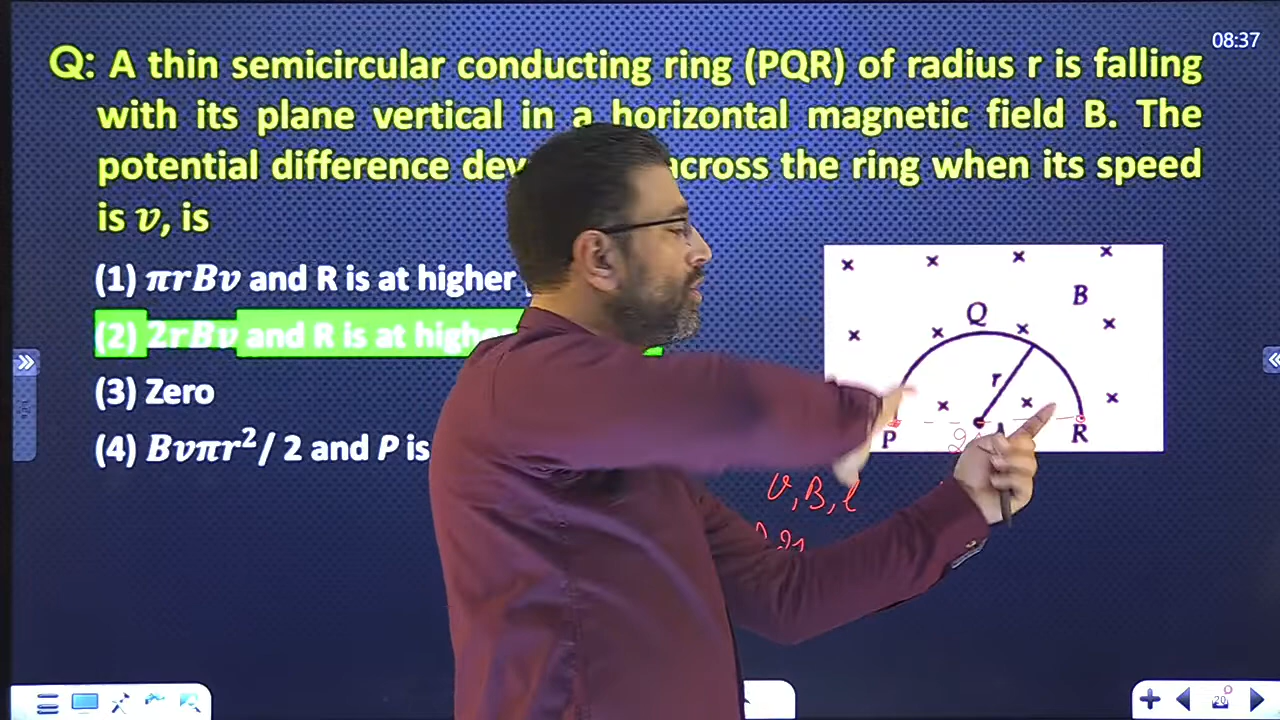 08:37
Q: A thin semicircular conducting ring (PQR) of radius r is falling
with its plane vertical in a horizontal magnetic field B. The
potential difference across the ring when its speed
is v, is
(1) πrBv and R is at higher
(2) 2rBv and R is at
(3) Zero
(4) Bvπr²/ 2 and P is
× × × ×
B
Q
× × × ×
r
× × ×
P R
v, B, l
20